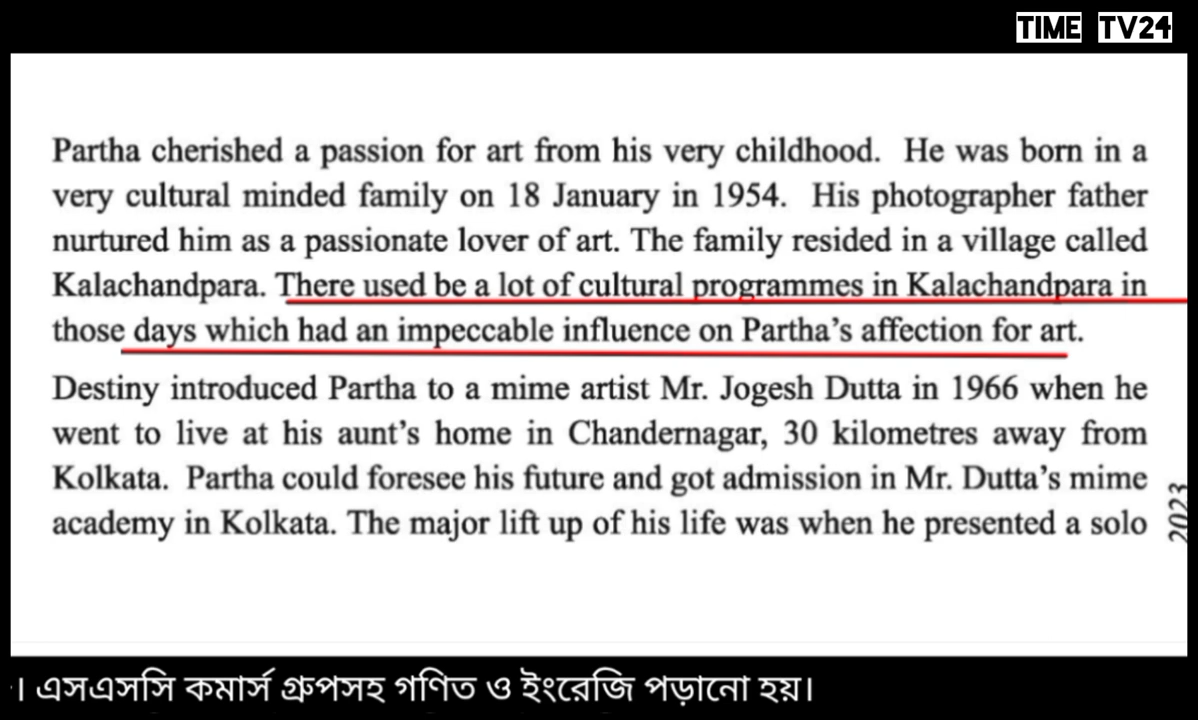 TIME TV24
Partha cherished a passion for art from his very childhood. He was born in a
very cultural minded family on 18 January in 1954. His photographer father
nurtured him as a passionate lover of art. The family resided in a village called
Kalachandpara. There used be a lot of cultural programmes in Kalachandpara in
those days which had an impeccable influence on Partha's affection for art.
Destiny introduced Partha to a mime artist Mr. Jogesh Dutta in 1966 when he
went to live at his aunt's home in Chandernagar, 30 kilometres away from
Kolkata. Partha could foresee his future and got admission in Mr. Dutta's mime
academy in Kolkata. The major lift up of his life was when he presented a solo
2023
। এসএসসি কমার্স গ্রুপসহ গণিত ও ইংরেজি পড়ানো হয়।